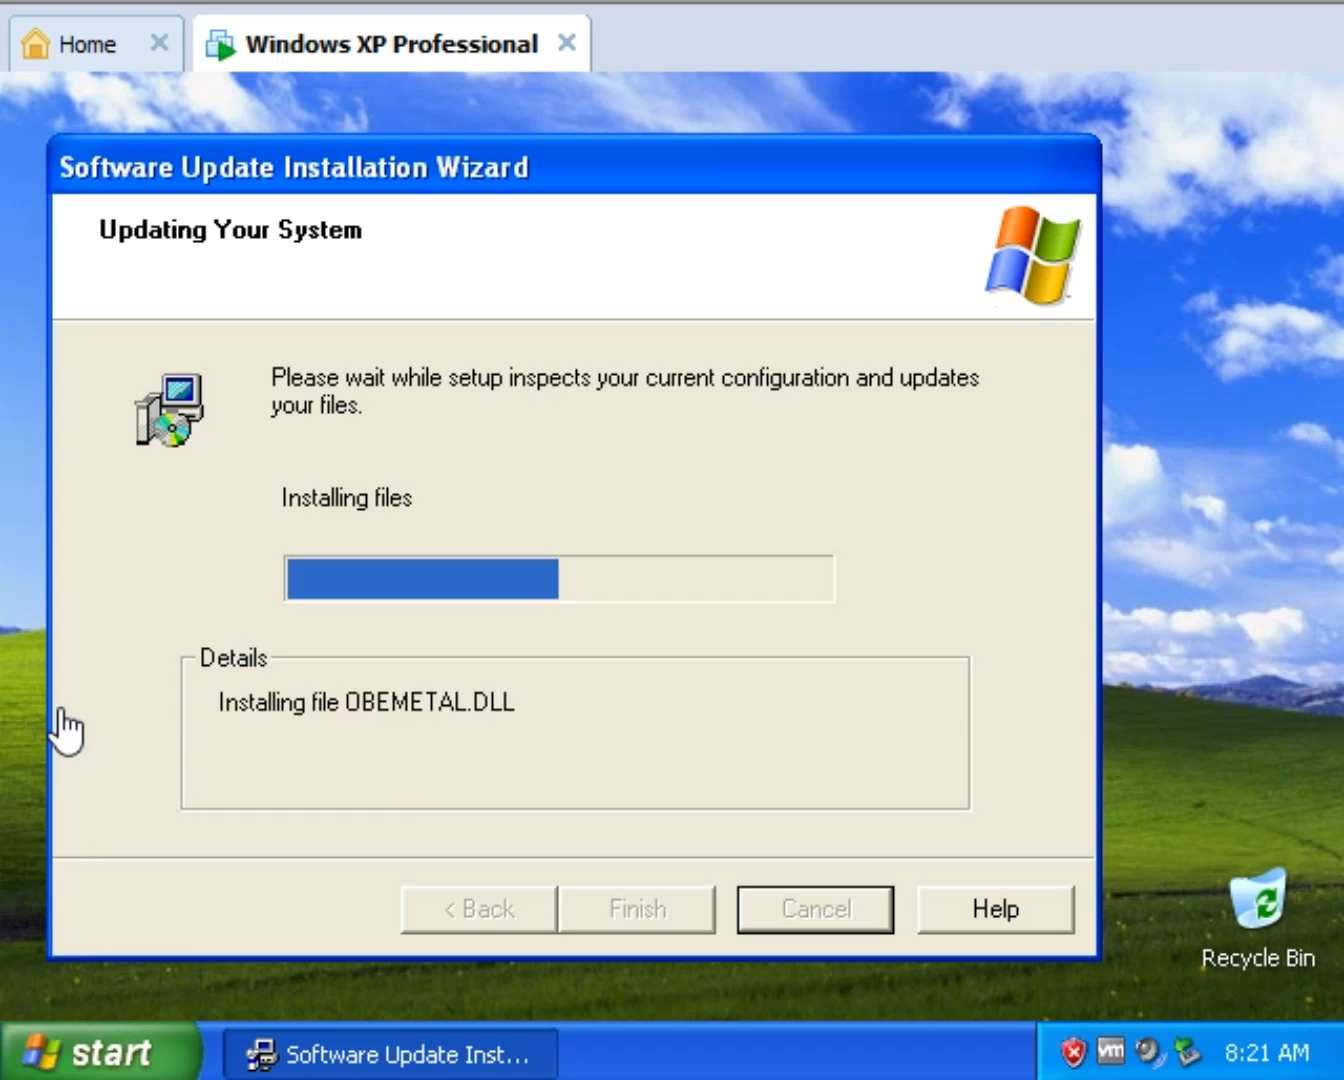 Home
Windows XP Professional
Software Update Installation Wizard
Updating Your System
Please wait while setup inspects your current configuration and updates
your files.
Installing files
Details
Installing file OBEMETAL.DLL
< Back
Finish
Cancel
Help
Recycle Bin
start
Software Update Inst...
vm
8:21 AM